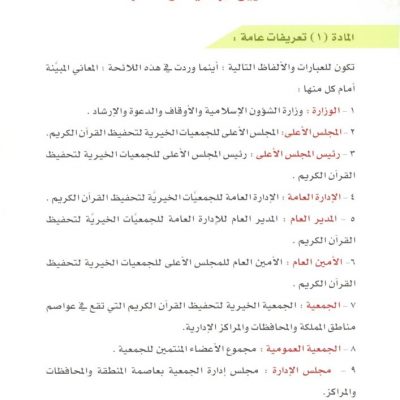 المادة (١) تعريفات عامة :
تكون للعبارات والألفاظ التالية : أينما وردت في هذه اللائحة : المعاني المبيَّنة
أمام كل منها :
١ - الوزارة : وزارة الشؤون الإسلامية والأوقاف والدعوة والإرشاد .
٢- المجلس الأعلى: المجلس الأعلى للجمعيات الخيرية لتحفيظ القرآن الكريم.
٣ - رئيس المجلس الأعلى : رئيس المجلس الأعلى للجمعيات الخيرية لتحفيظ
القرآن الكريم .
٤ - الإدارة العامة : الإدارة العامة للجمعيَّات الخيريَّة لتحفيظ القرآن الكريم .
٥ - المدير العام : المدير العام للإدارة العامة للجمعيَّات الخيريَّة لتحفيظ
القرآن الكريم .
٦- الأمين العام : الأمين العام للمجلس الأعلى للجمعيات الخيرية لتحفيظ
القرآن الكريم .
٧ - الجمعية : الجمعية الخيرية لتحفيظ القرآن الكريم التي تقع في عواصم
مناطق المملكة والمحافظات والمراكز الإدارية.
٨ - الجمعية العمومية : مجموع الأعضاء المنتمين للجمعية .
٩ - مجلس الإدارة : مجلس إدارة الجمعية بعاصمة المنطقة والمحافظات
والمراكز.